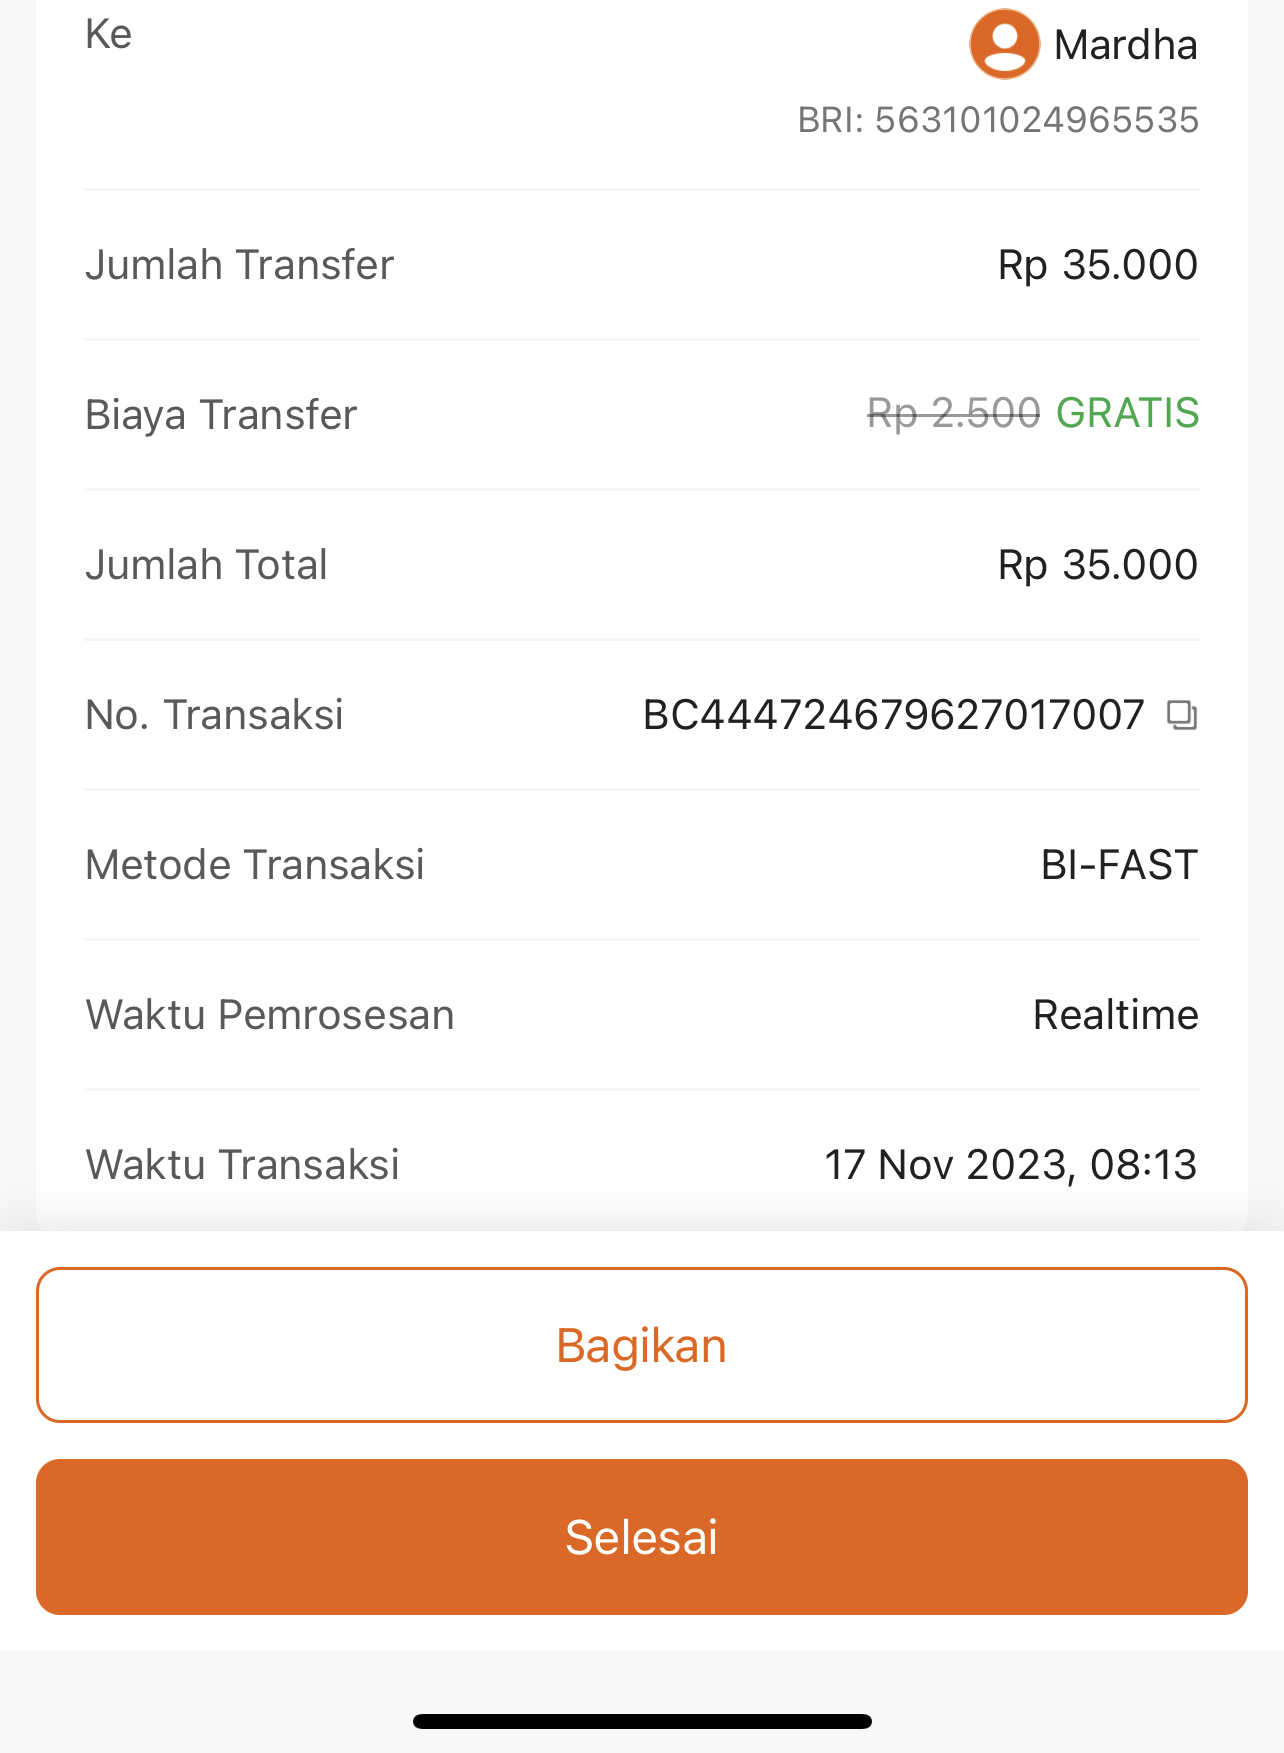 Ke
Mardha
BRI: 563101024965535
Jumlah Transfer Rp 35.000
Biaya Transfer Rp 2.500 GRATIS
Jumlah Total Rp 35.000
No. Transaksi BC444724679627017007
Metode Transaksi BI-FAST
Waktu Pemrosesan Realtime
Waktu Transaksi 17 Nov 2023, 08:13
Bagikan
Selesai